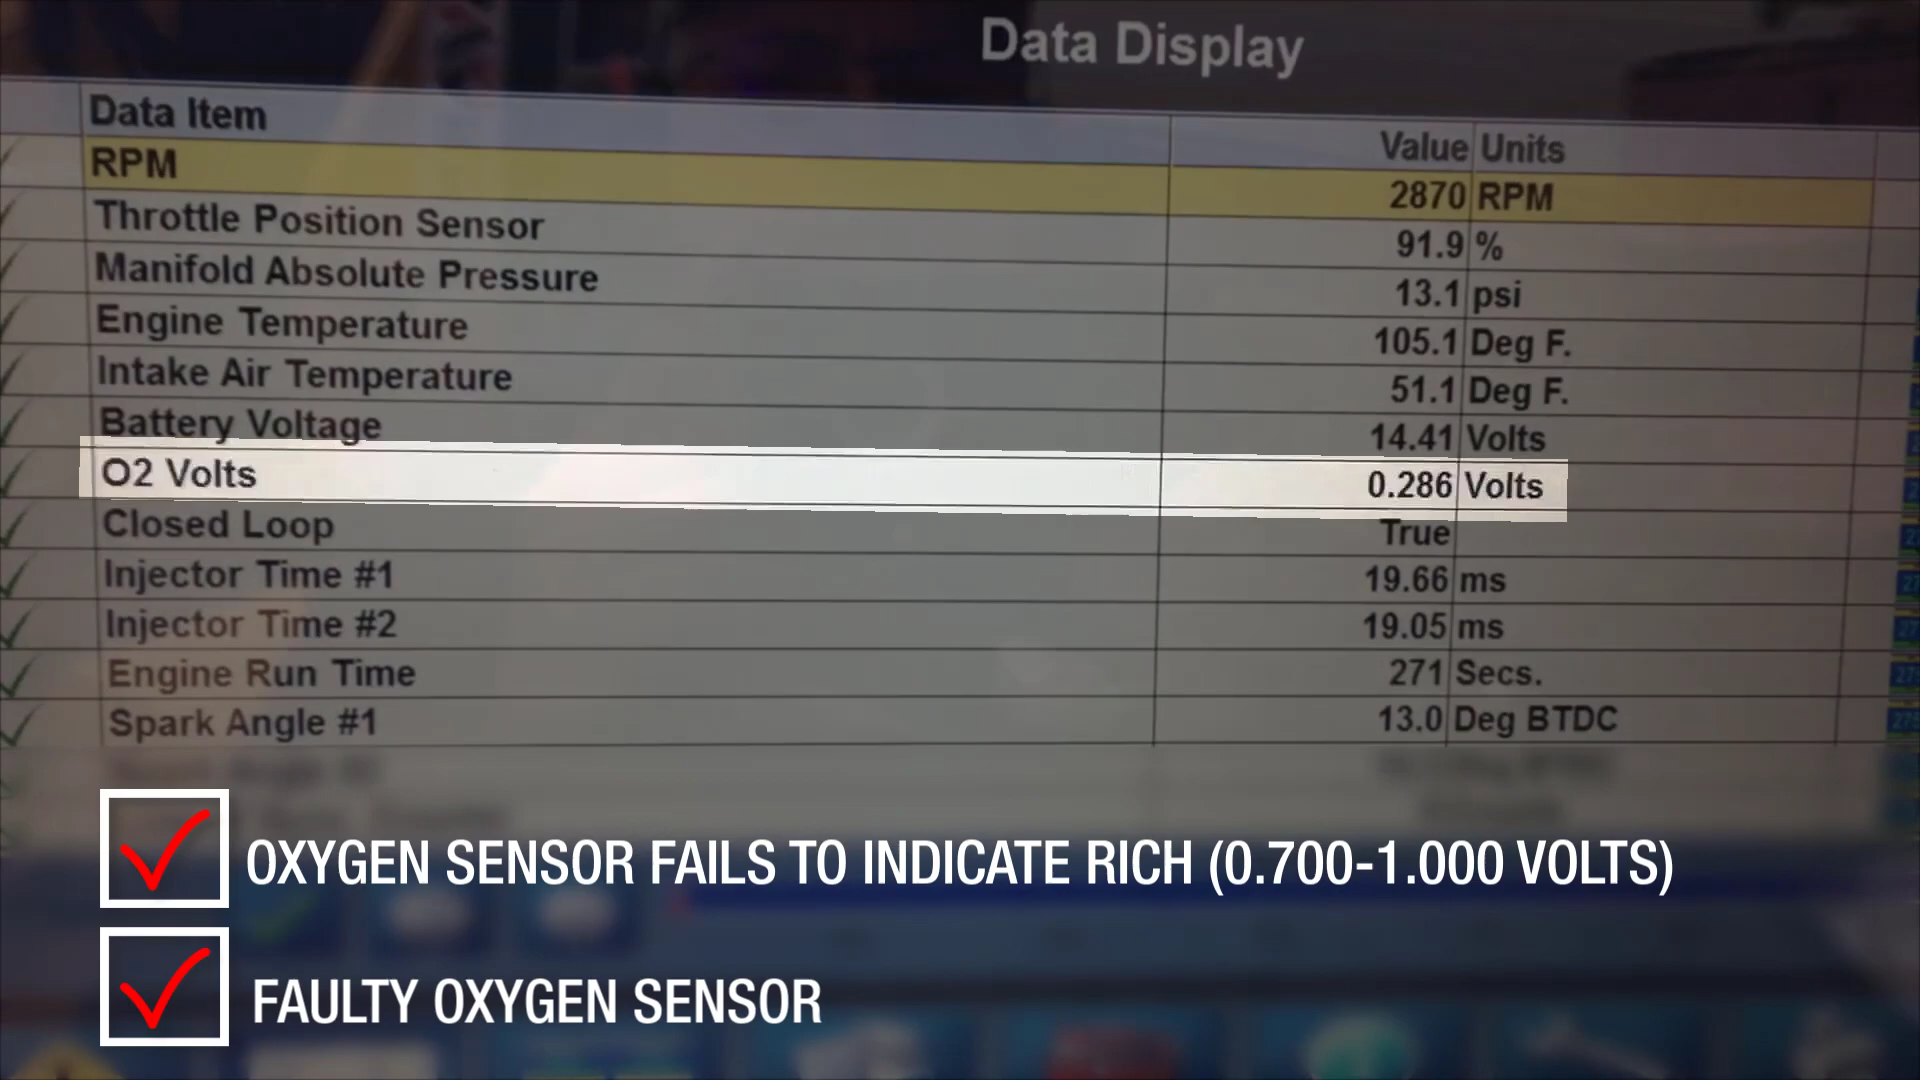 Data Display
Data Item Value Units
RPM 2870 RPM
Throttle Position Sensor 91.9 %
Manifold Absolute Pressure 13.1 psi
Engine Temperature 105.1 Deg F.
Intake Air Temperature 51.1 Deg F.
Battery Voltage 14.41 Volts
O2 Volts 0.286 Volts
Closed Loop True
Injector Time #1 19.66 ms
Injector Time #2 19.05 ms
Engine Run Time 271 Secs.
Spark Angle #1 13.0 Deg BTDC
OXYGEN SENSOR FAILS TO INDICATE RICH (0.700-1.000 VOLTS)
FAULTY OXYGEN SENSOR